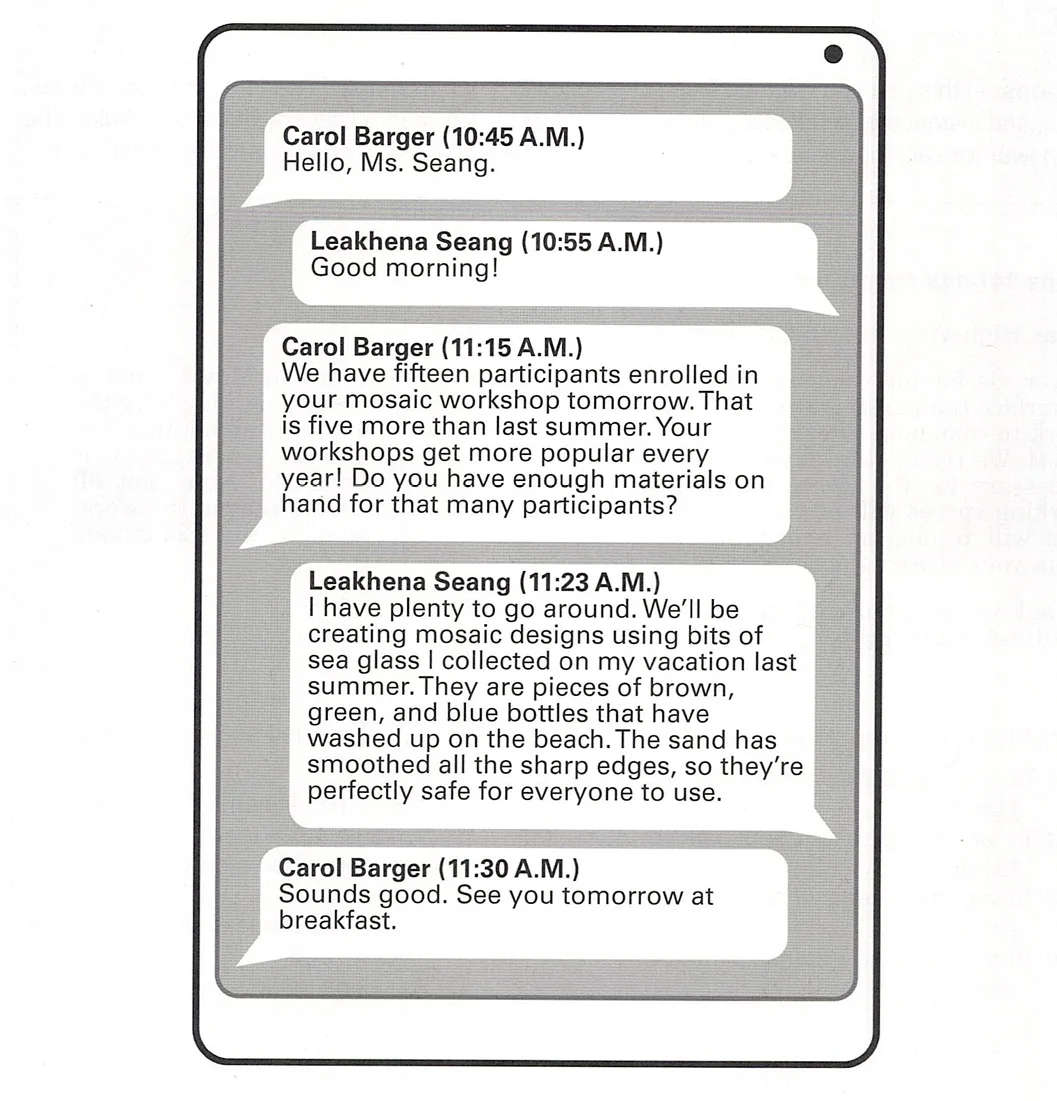 Carol Barger (10:45 A.M.)
Hello, Ms. Seang.
Leakhena Seang (10:55 A.M.)
Good morning!
Carol Barger (11:15 A.M.)
We have fifteen participants enrolled in
your mosaic workshop tomorrow. That
is five more than last summer. Your
workshops get more popular every
year! Do you have enough materials on
hand for that many participants?
Leakhena Seang (11:23 A.M.)
I have plenty to go around. We'll be
creating mosaic designs using bits of
sea glass I collected on my vacation last
summer. They are pieces of brown,
green, and blue bottles that have
washed up on the beach. The sand has
smoothed all the sharp edges, so they're
perfectly safe for everyone to use.
Carol Barger (11:30 A.M.)
Sounds good. See you tomorrow at
breakfast.